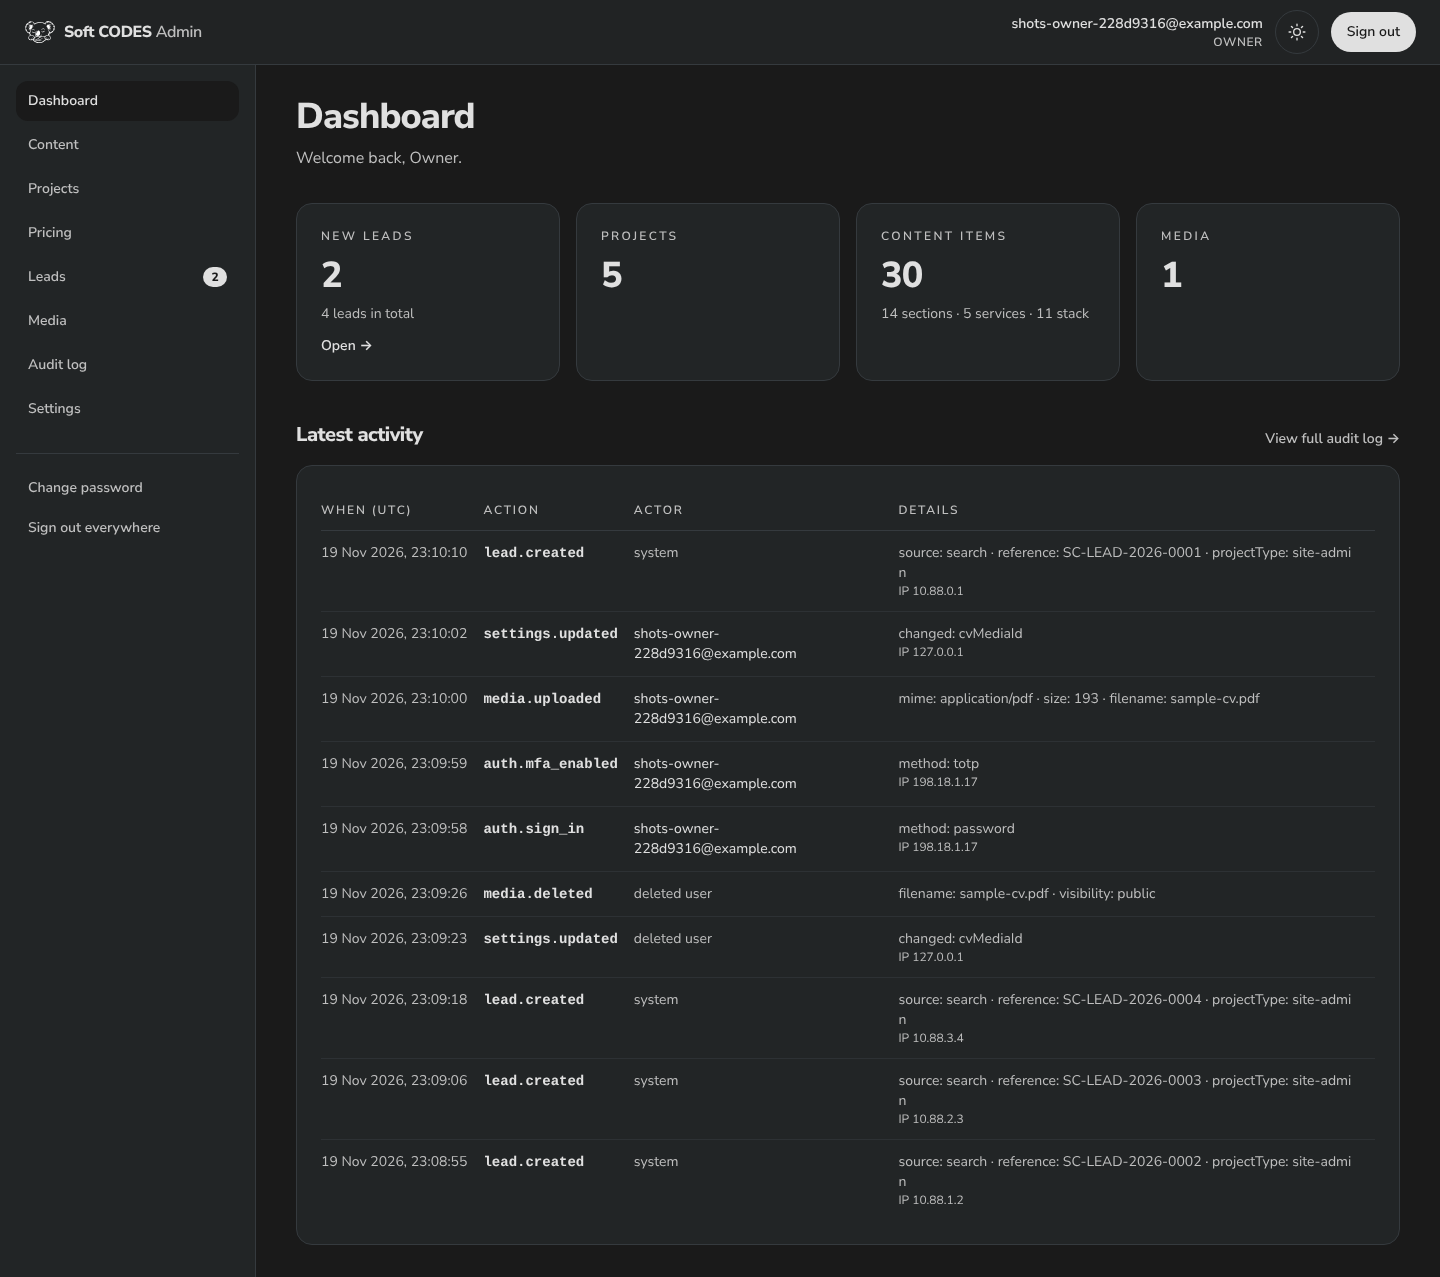 Soft CODES Admin
shots-owner-228d9316@example.com
OWNER
Sign out
Dashboard
Content
Projects
Pricing
Leads 2
Media
Audit log
Settings
Change password
Sign out everywhere
Dashboard
Welcome back, Owner.
NEW LEADS
2
4 leads in total
Open →
PROJECTS
5
CONTENT ITEMS
30
14 sections · 5 services · 11 stack
MEDIA
1
Latest activity
View full audit log →
WHEN (UTC) ACTION ACTOR DETAILS
19 Nov 2026, 23:10:10 lead.created system source: search · reference: SC-LEAD-2026-0001 · projectType: site-admi
n
IP 10.88.0.1
19 Nov 2026, 23:10:02 settings.updated shots-owner- changed: cvMediaId
228d9316@example.com IP 127.0.0.1
19 Nov 2026, 23:10:00 media.uploaded shots-owner- mime: application/pdf · size: 193 · filename: sample-cv.pdf
228d9316@example.com
19 Nov 2026, 23:09:59 auth.mfa_enabled shots-owner- method: totp
228d9316@example.com IP 198.18.1.17
19 Nov 2026, 23:09:58 auth.sign_in shots-owner- method: password
228d9316@example.com IP 198.18.1.17
19 Nov 2026, 23:09:26 media.deleted deleted user filename: sample-cv.pdf · visibility: public
19 Nov 2026, 23:09:23 settings.updated deleted user changed: cvMediaId
IP 127.0.0.1
19 Nov 2026, 23:09:18 lead.created system source: search · reference: SC-LEAD-2026-0004 · projectType: site-admi
n
IP 10.88.3.4
19 Nov 2026, 23:09:06 lead.created system source: search · reference: SC-LEAD-2026-0003 · projectType: site-admi
n
IP 10.88.2.3
19 Nov 2026, 23:08:55 lead.created system source: search · reference: SC-LEAD-2026-0002 · projectType: site-admi
n
IP 10.88.1.2